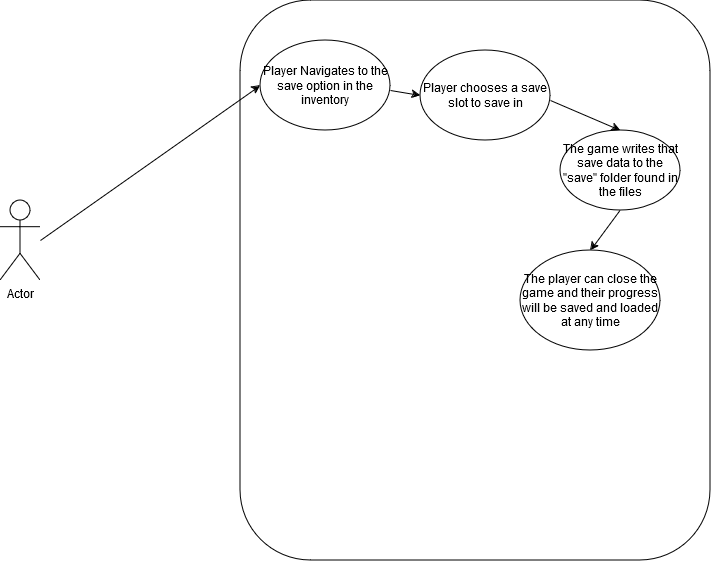 Player Navigates to the
save option in the
inventory
Player chooses a save
slot to save in
The game writes that
save data to the
"save" folder found in
the files
The player can close the
game and their progress
will be saved and loaded
at any time
Actor